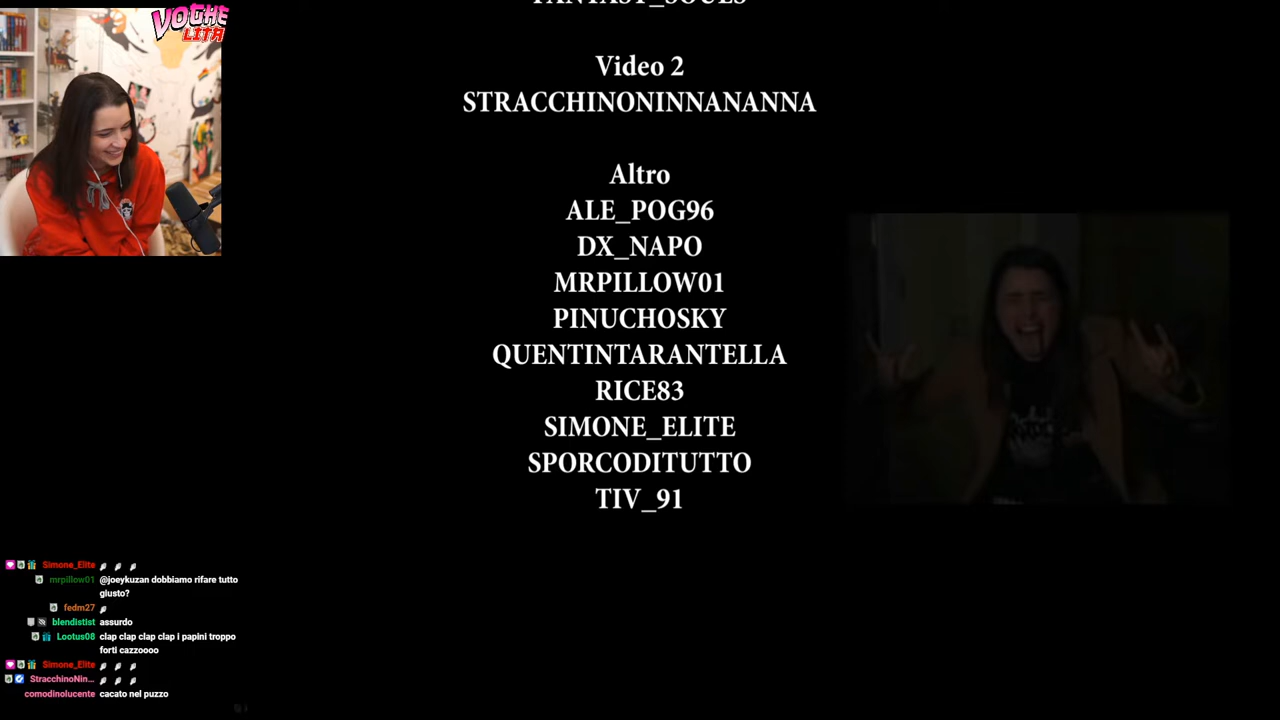 VOGHE
LITA
FANTASY_SOULS
Video 2
STRACCHINONINNANANNA
Altro
ALE_POG96
DX_NAPO
MRPILLOW01
PINUCHOSKY
QUENTINTARANTELLA
RICE83
SIMONE_ELITE
SPORCODITUTTO
TIV_91
Simone_Elite
mrpillow01 @joeykuzan dobbiamo rifare tutto
giusto?
fedm27
blendistist assurdo
Lootus08 clap clap clap clap i papini troppo
forti cazzoooo
Simone_Elite
StracchinoNin...
comodinolucente cacato nel puzzo